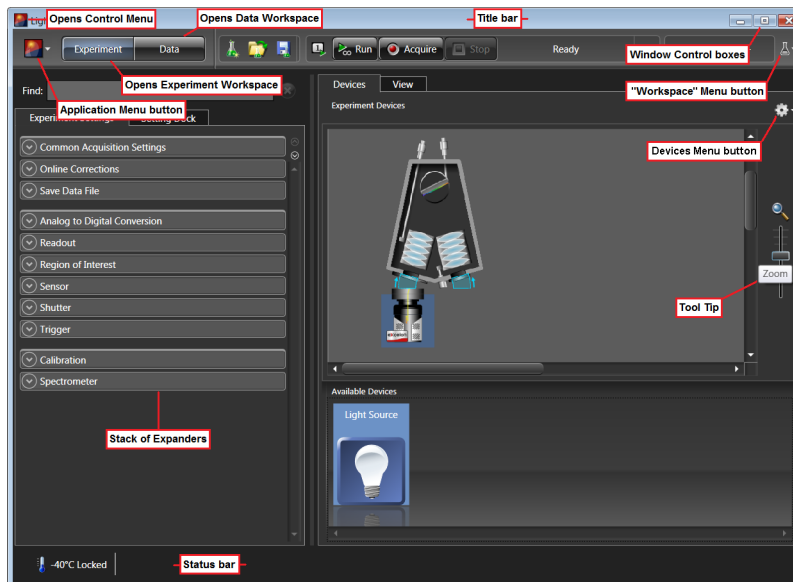 Opens Control Menu
Opens Data Workspace
Title bar
Experiment
Data
Run
Acquire
Stop
Ready
Window Control boxes
Opens Experiment Workspace
"Workspace" Menu button
Find:
Application Menu button
Devices
View
Experiment Devices
Devices Menu button
Common Acquisition Settings
Online Corrections
Save Data File
Analog to Digital Conversion
Readout
Region of Interest
Sensor
Shutter
Trigger
Calibration
Spectrometer
Zoom
Tool Tip
Stack of Expanders
Available Devices
Light Source
-40°C Locked
Status bar